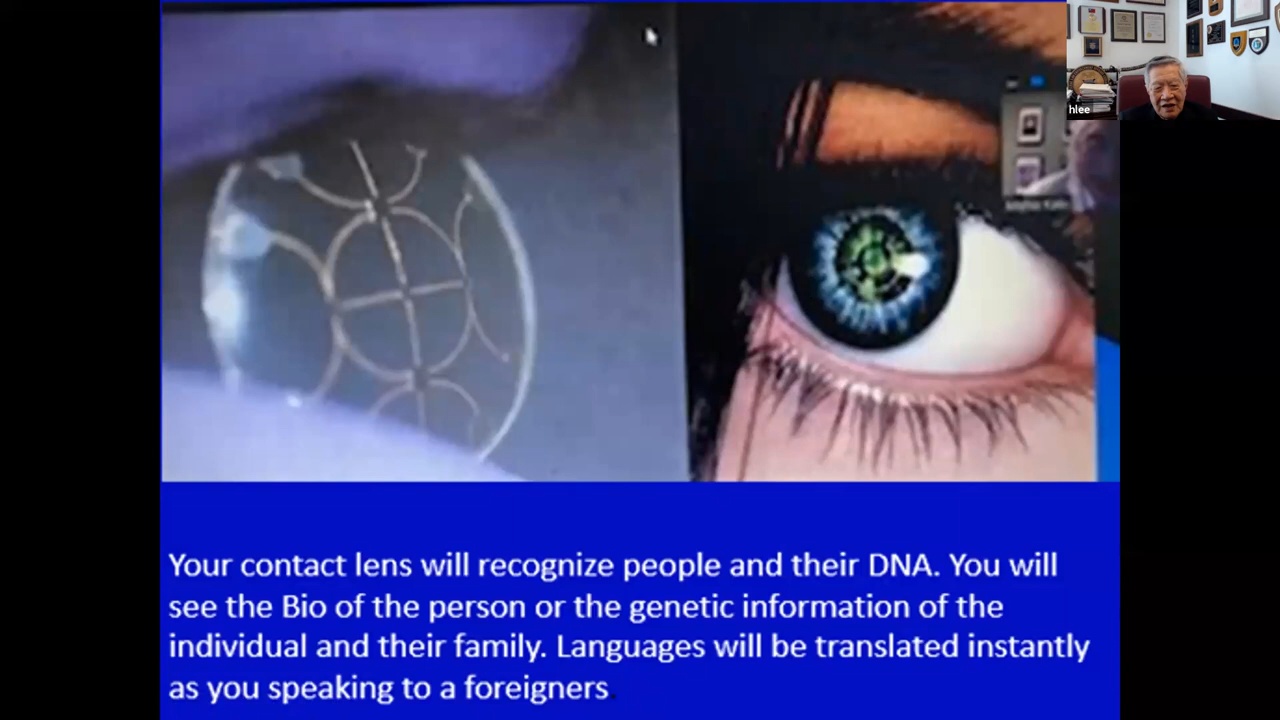 hlee
Your contact lens will recognize people and their DNA. You will
see the Bio of the person or the genetic information of the
individual and their family. Languages will be translated instantly
as you speaking to a foreigners.